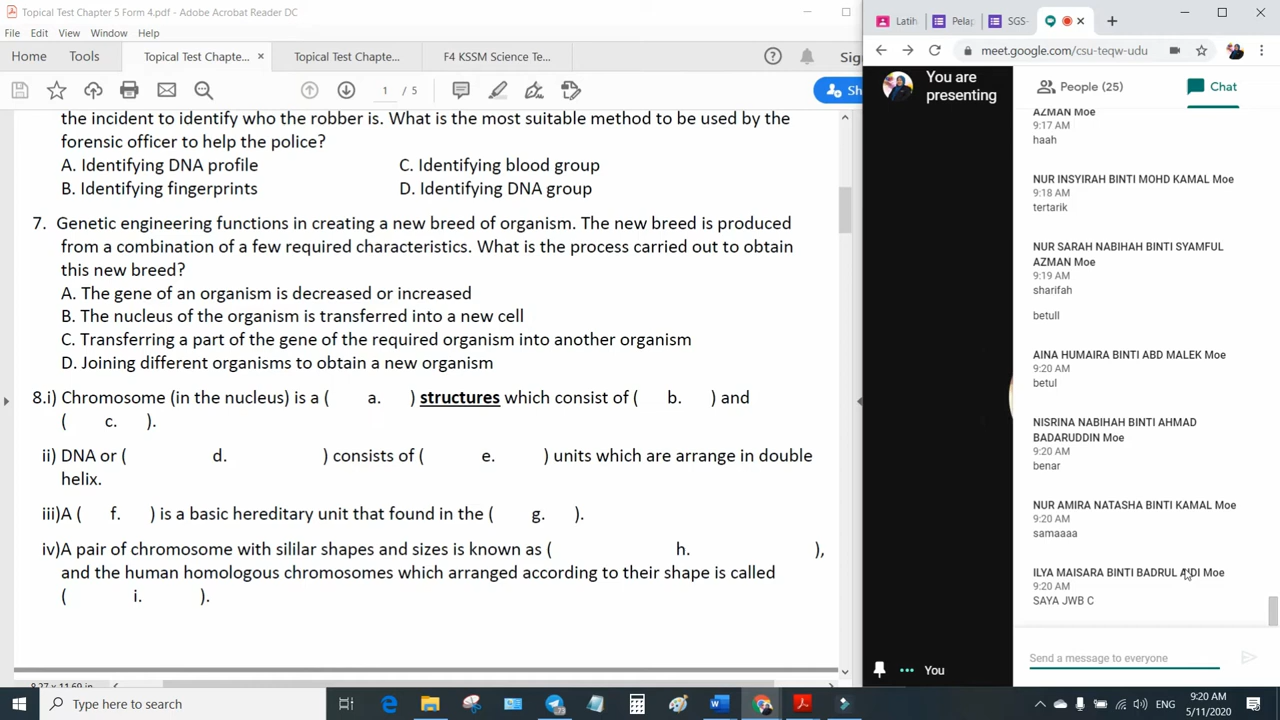 Topical Test Chapter 5 Form 4.pdf - Adobe Acrobat Reader DC
File Edit View Window Help
Home Tools Topical Test Chapte... Topical Test Chapte... F4 KSSM Science Te... Sig
1 / 5 Sh
the incident to identify who the robber is. What is the most suitable method to be used by the
forensic officer to help the police?
A. Identifying DNA profile C. Identifying blood group
B. Identifying fingerprints D. Identifying DNA group
7. Genetic engineering functions in creating a new breed of organism. The new breed is produced
from a combination of a few required characteristics. What is the process carried out to obtain
this new breed?
A. The gene of an organism is decreased or increased
B. The nucleus of the organism is transferred into a new cell
C. Transferring a part of the gene of the required organism into another organism
D. Joining different organisms to obtain a new organism
8.i) Chromosome (in the nucleus) is a ( a. ) structures which consist of ( b. ) and
( c. ).
ii) DNA or ( d. ) consists of ( e. ) units which are arrange in double
helix.
iii)A ( f. ) is a basic hereditary unit that found in the ( g. ).
iv)A pair of chromosome with sililar shapes and sizes is known as ( h. ),
and the human homologous chromosomes which arranged according to their shape is called
( i. ).
8.27 x 11.69 in
Latih Pelap SGS-
meet.google.com/csu-teqw-udu
You are
presenting
People (25) Chat
AZMAN Moe
9:17 AM
haah
NUR INSYIRAH BINTI MOHD KAMAL Moe
9:18 AM
tertarik
NUR SARAH NABIHAH BINTI SYAMFUL
AZMAN Moe
9:19 AM
sharifah
betull
AINA HUMAIRA BINTI ABD MALEK Moe
9:20 AM
betul
NISRINA NABIHAH BINTI AHMAD
BADARUDDIN Moe
9:20 AM
benar
NUR AMIRA NATASHA BINTI KAMAL Moe
9:20 AM
samaaaa
ILYA MAISARA BINTI BADRUL Moe
9:20 AM
SAYA JWB C
Send a message to everyone
You
Type here to search
ENG
9:20 AM
5/11/2020